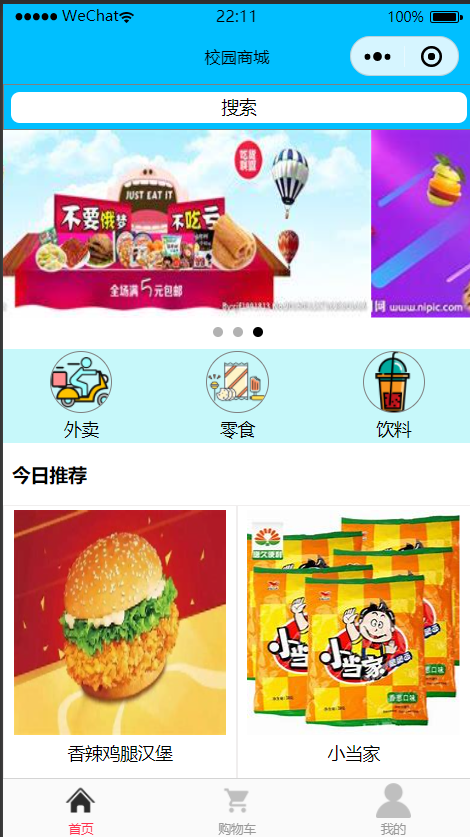 WeChat 22:11 100%
校园商城
搜索
吃货联盟
JUST EAT IT
不要饿梦 不吃亏
全场满5元包邮
网 www.nipic.com
外卖 零食 饮料
今日推荐
小当家
香辣鸡腿汉堡 小当家
首页 购物车 我的